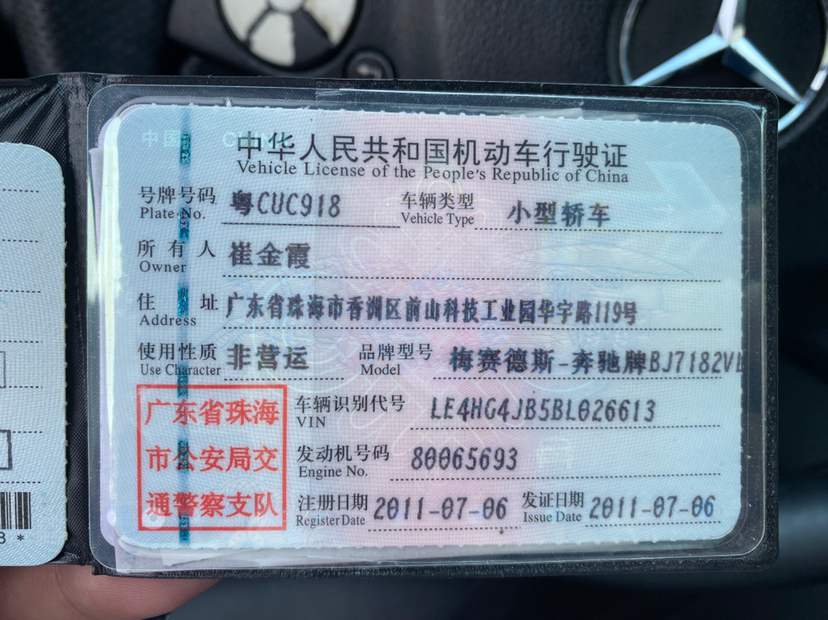 中国 CHINA
中华人民共和国机动车行驶证
Vehicle License of the People's Republic of China
号牌号码 粤CUC918 车辆类型 小型轿车
Plate No. Vehicle Type
所有人 崔金霞
Owner
住址 广东省珠海市香洲区前山科技工业园华宇路119号
Address
使用性质 非营运 品牌型号 梅赛德斯-奔驰牌BJ7182V
Use Character Model
广东省珠海
市公安局交
通警察支队
车辆识别代号 LE4HG4JB5BL026613
VIN
发动机号码 80065693
Engine No.
注册日期 2011-07-06 发证日期 2011-07-06
Register Date Issue Date
8*